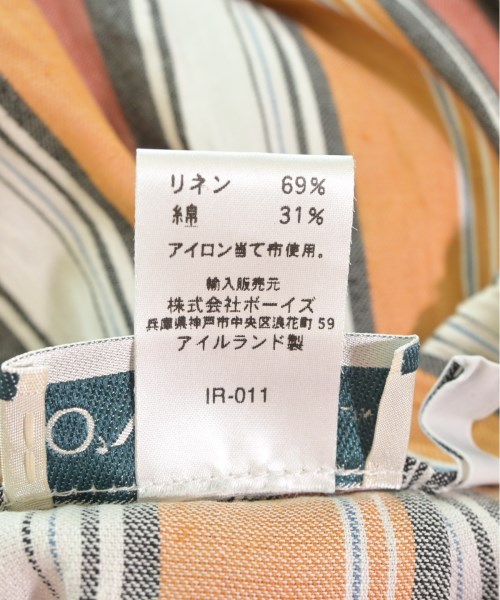 リネン 69%
綿 31%
アイロン当て布使用。
輸入販売元
株式会社ボーイズ
兵庫県神戸市中央区浪花町59
アイルランド製
IR-011